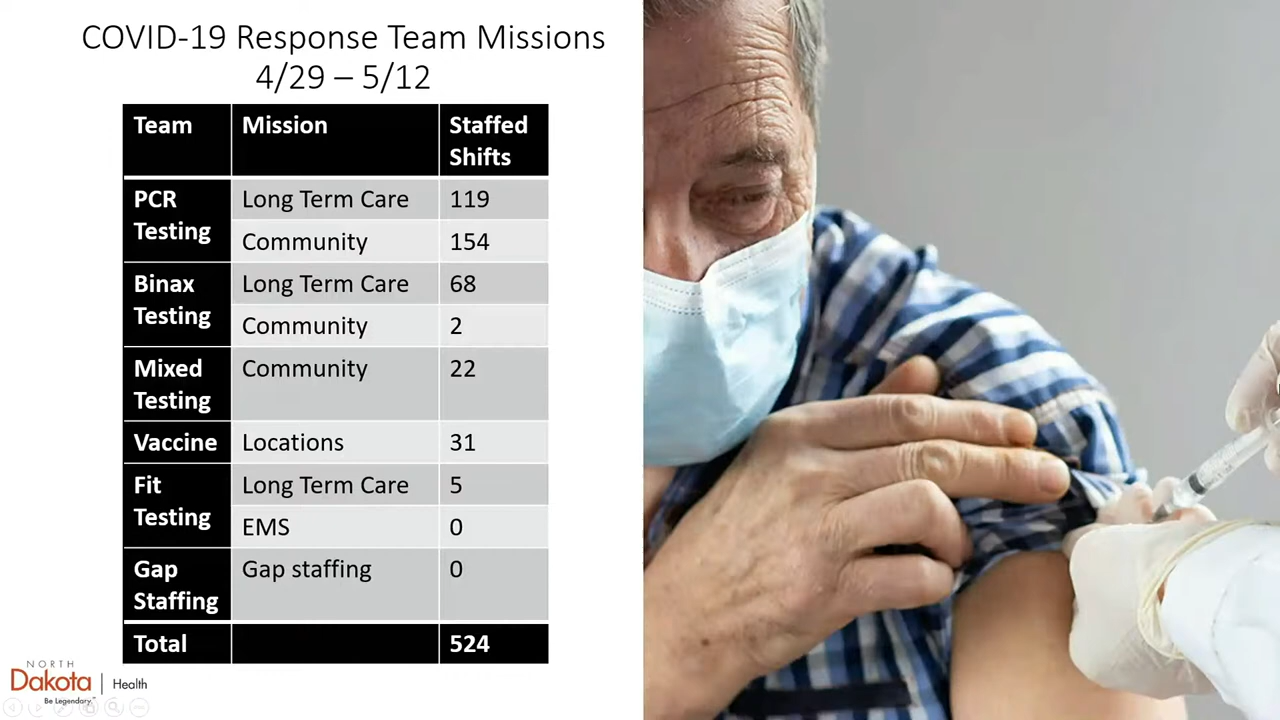 COVID-19 Response Team Missions
4/29 – 5/12
Team Mission Staffed Shifts
PCR Testing Long Term Care 119
Community 154
Binax Testing Long Term Care 68
Community 2
Mixed Testing Community 22
Vaccine Locations 31
Fit Testing Long Term Care 5
EMS 0
Gap Staffing Gap staffing 0
Total 524
NORTH
Dakota | Health
Be Legendary.™